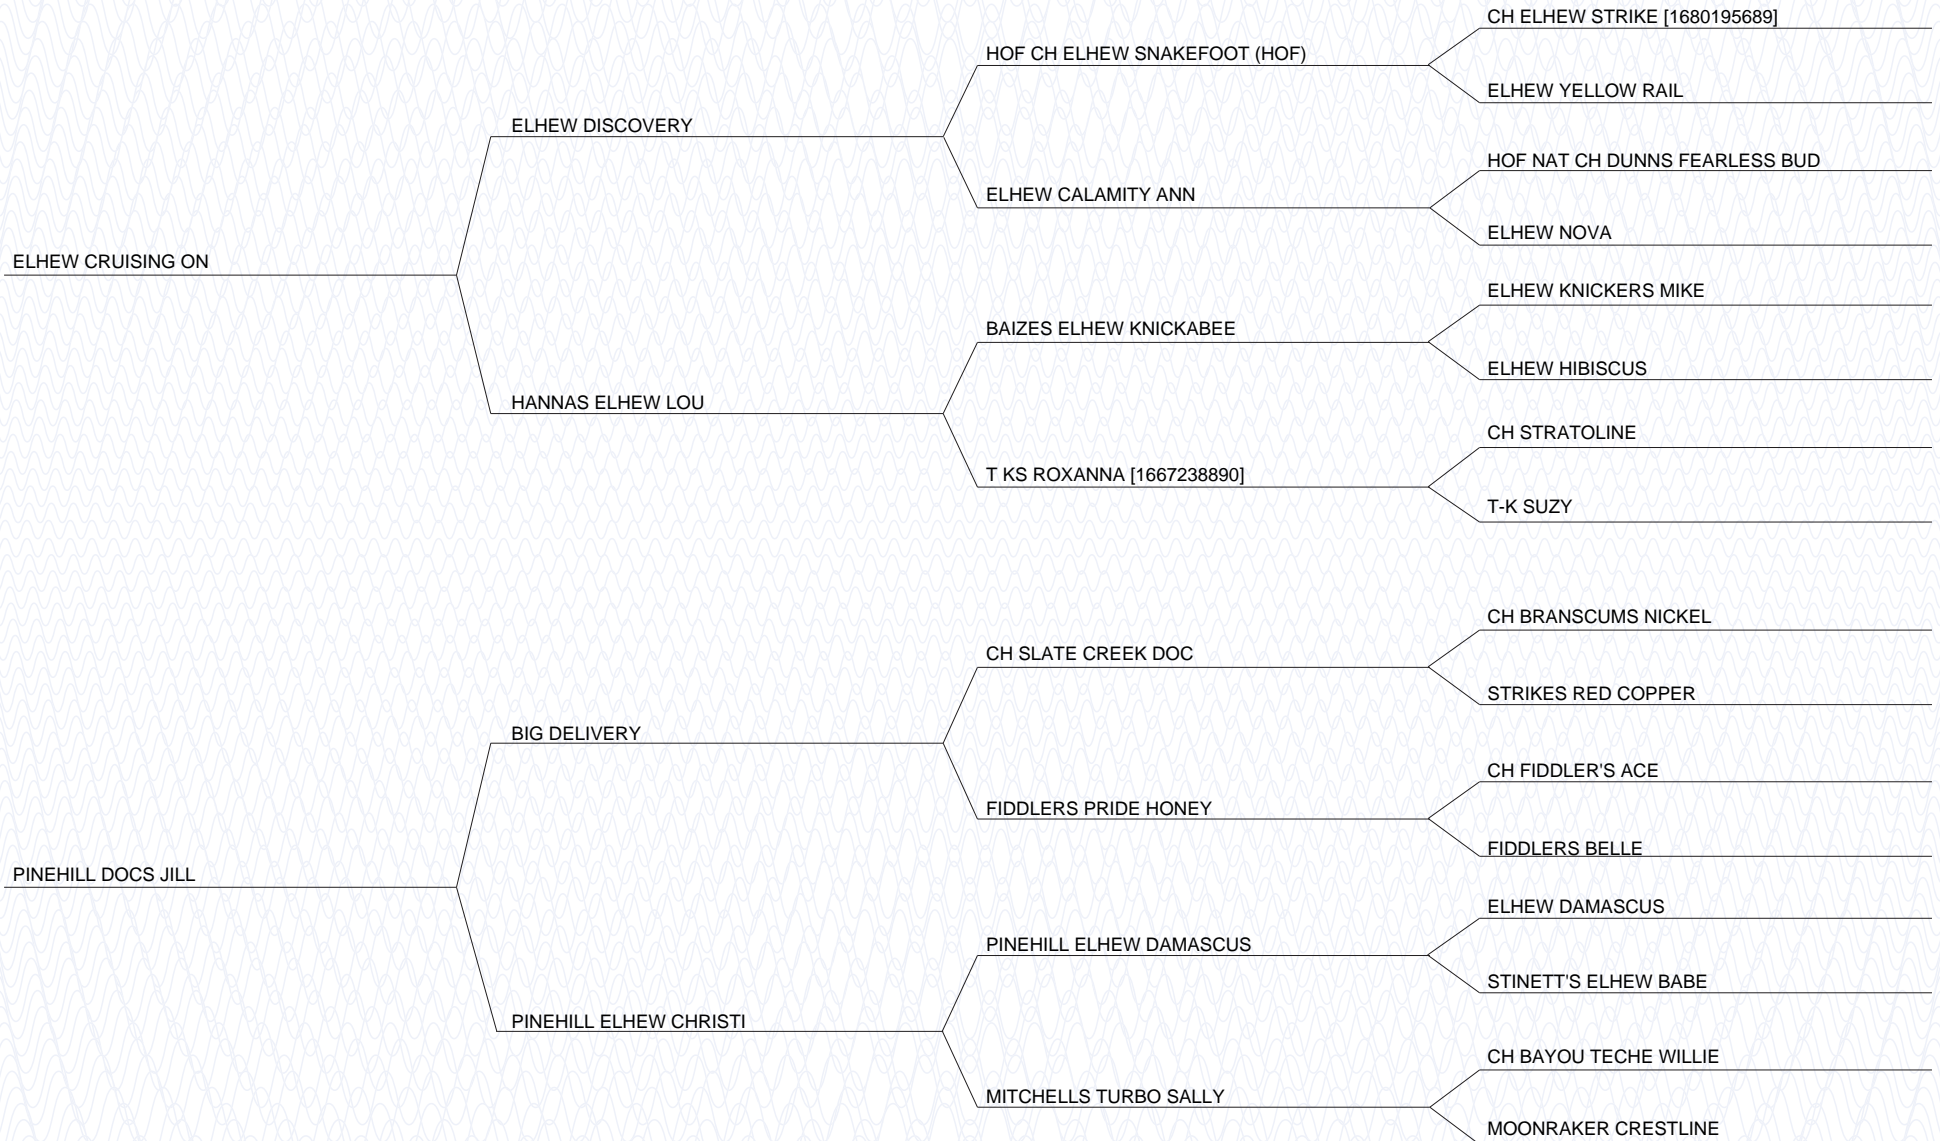 CH ELHEW STRIKE [1680195689]
HOF CH ELHEW SNAKEFOOT (HOF)
ELHEW YELLOW RAIL
ELHEW DISCOVERY
HOF NAT CH DUNNS FEARLESS BUD
ELHEW CALAMITY ANN
ELHEW NOVA
ELHEW CRUISING ON
ELHEW KNICKERS MIKE
BAIZES ELHEW KNICKABEE
ELHEW HIBISCUS
HANNAS ELHEW LOU
CH STRATOLINE
T KS ROXANNA [1667238890]
T-K SUZY
CH BRANSCUMS NICKEL
CH SLATE CREEK DOC
STRIKES RED COPPER
BIG DELIVERY
CH FIDDLER'S ACE
FIDDLERS PRIDE HONEY
FIDDLERS BELLE
PINEHILL DOCS JILL
ELHEW DAMASCUS
PINEHILL ELHEW DAMASCUS
STINETT'S ELHEW BABE
PINEHILL ELHEW CHRISTI
CH BAYOU TECHE WILLIE
MITCHELLS TURBO SALLY
MOONRAKER CRESTLINE